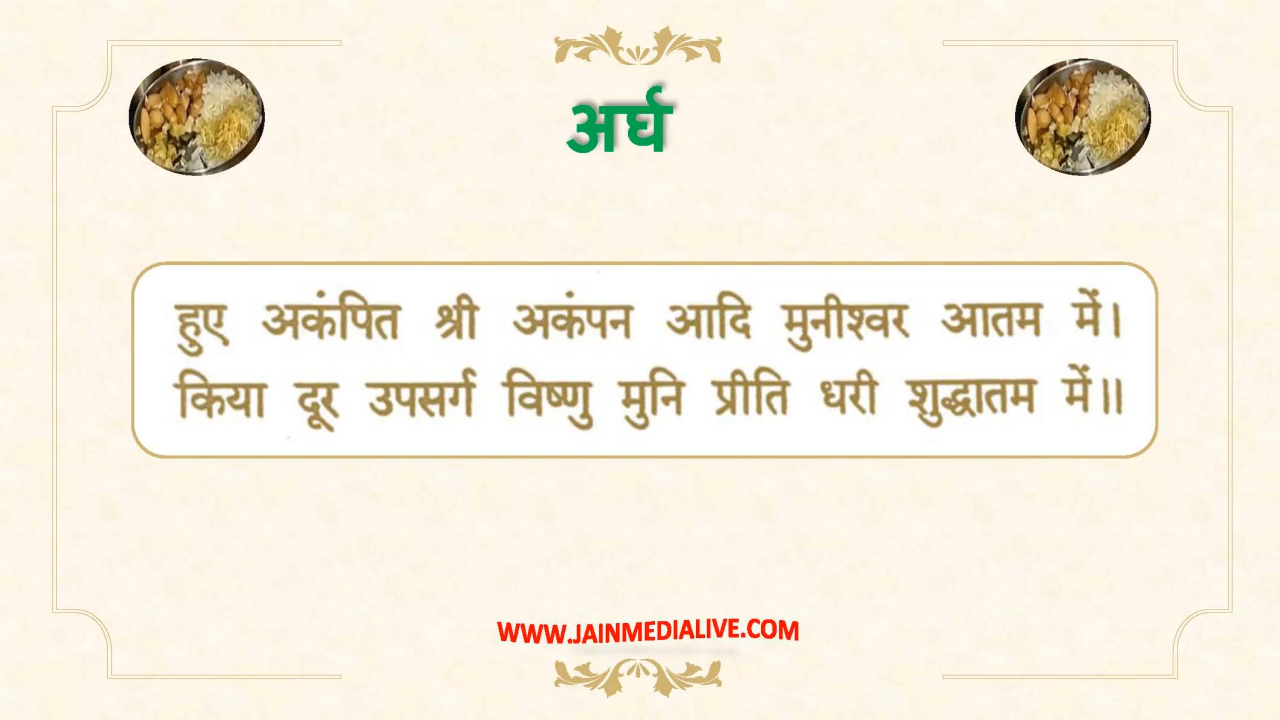 अर्घ
हुए अकंपित श्री अकंपन आदि मुनीश्वर आतम में।
किया दूर उपसर्ग विष्णु मुनि प्रीति धरी शुद्धातम में॥
WWW.JAINMEDIALIVE.COM